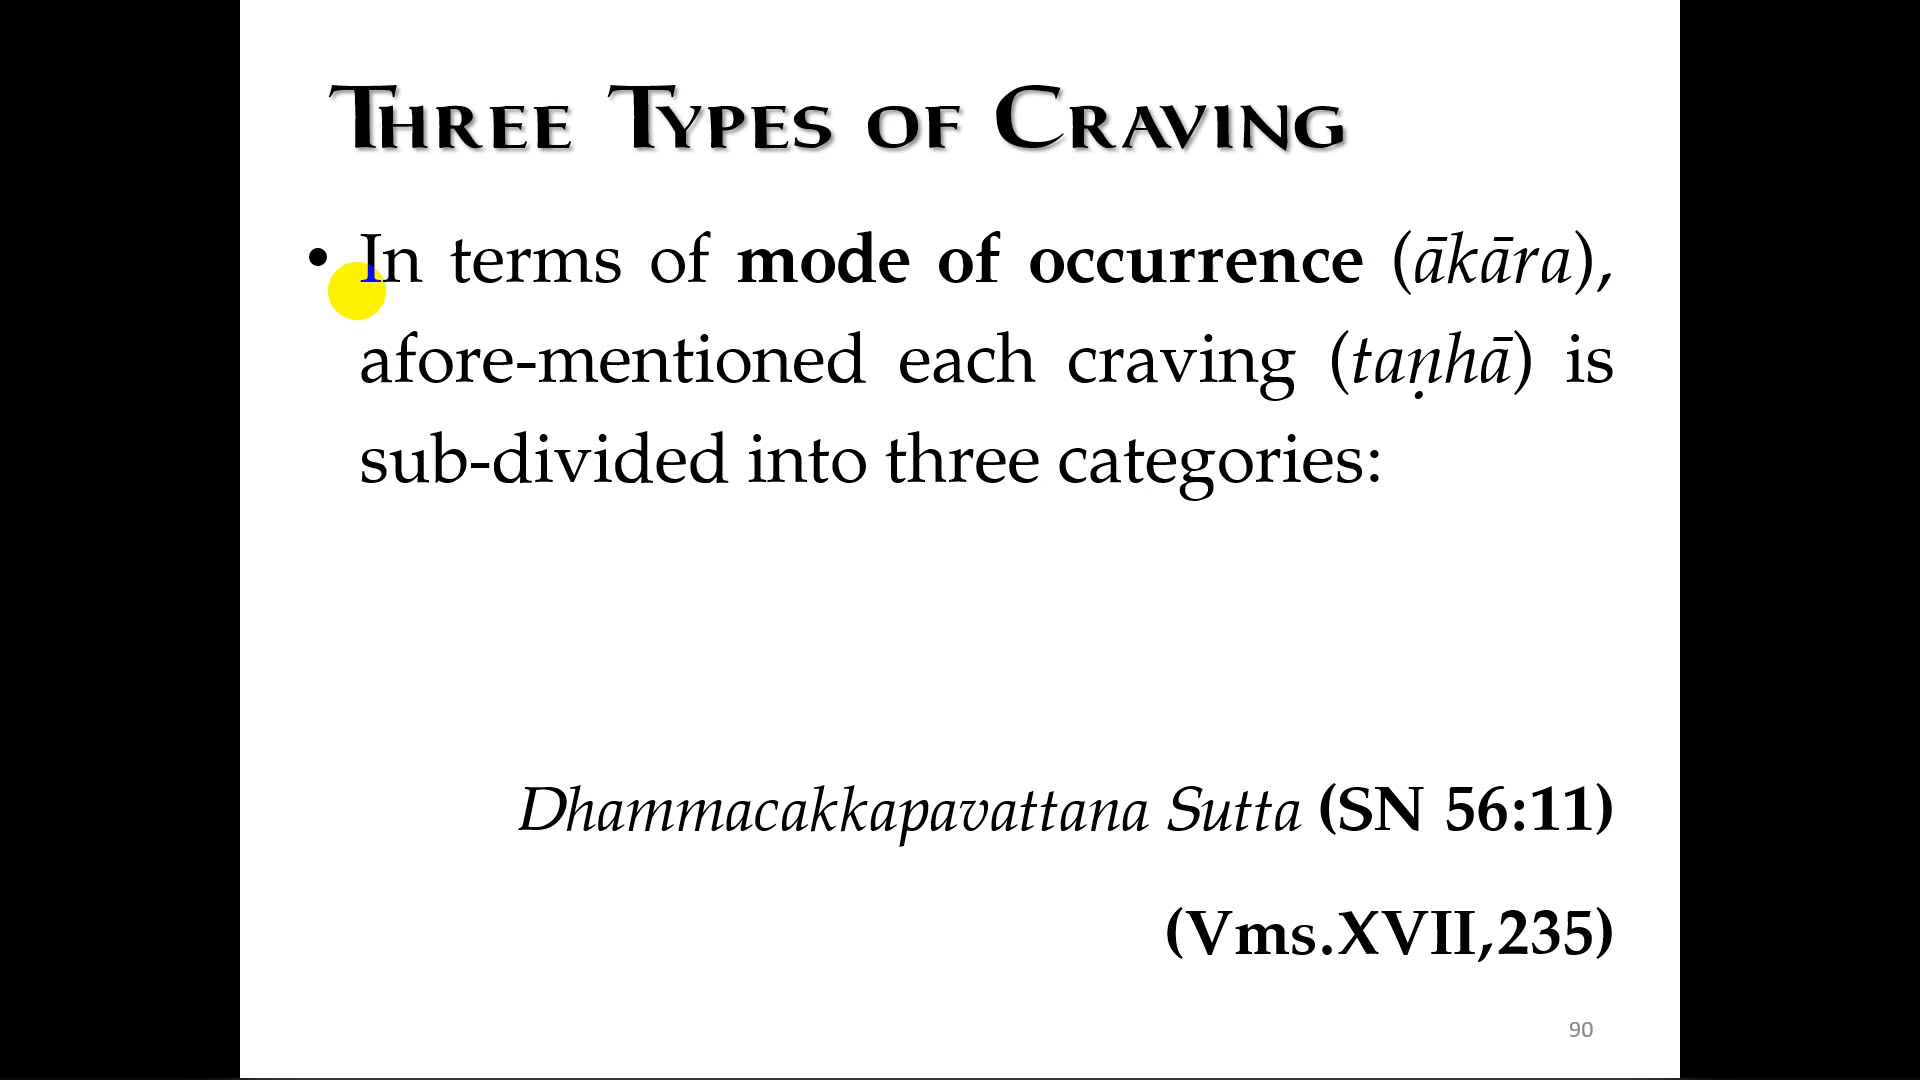 Three Types of Craving
• In terms of mode of occurrence (ākāra),
afore-mentioned each craving (taṇhā) is
sub-divided into three categories:
Dhammacakkapavattana Sutta (SN 56:11)
(Vms.XVII,235)
90